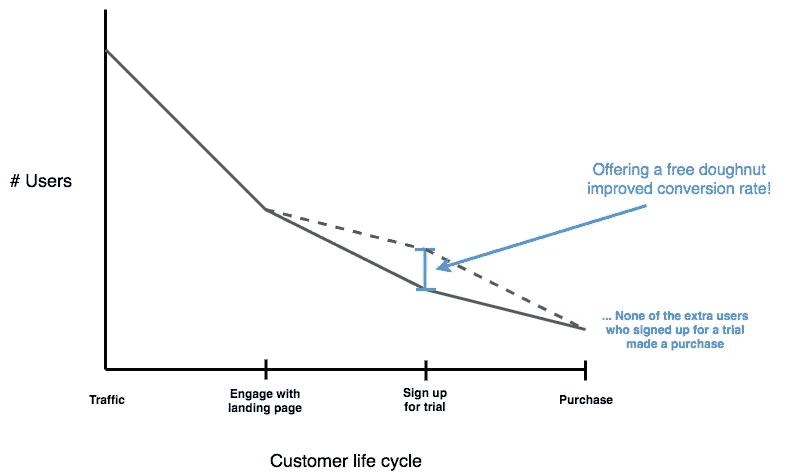 Offering a free doughnut
improved conversion rate!
# Users
... None of the extra users
who signed up for a trial
made a purchase
Traffic
Engage with
landing page
Sign up
for trial
Purchase
Customer life cycle